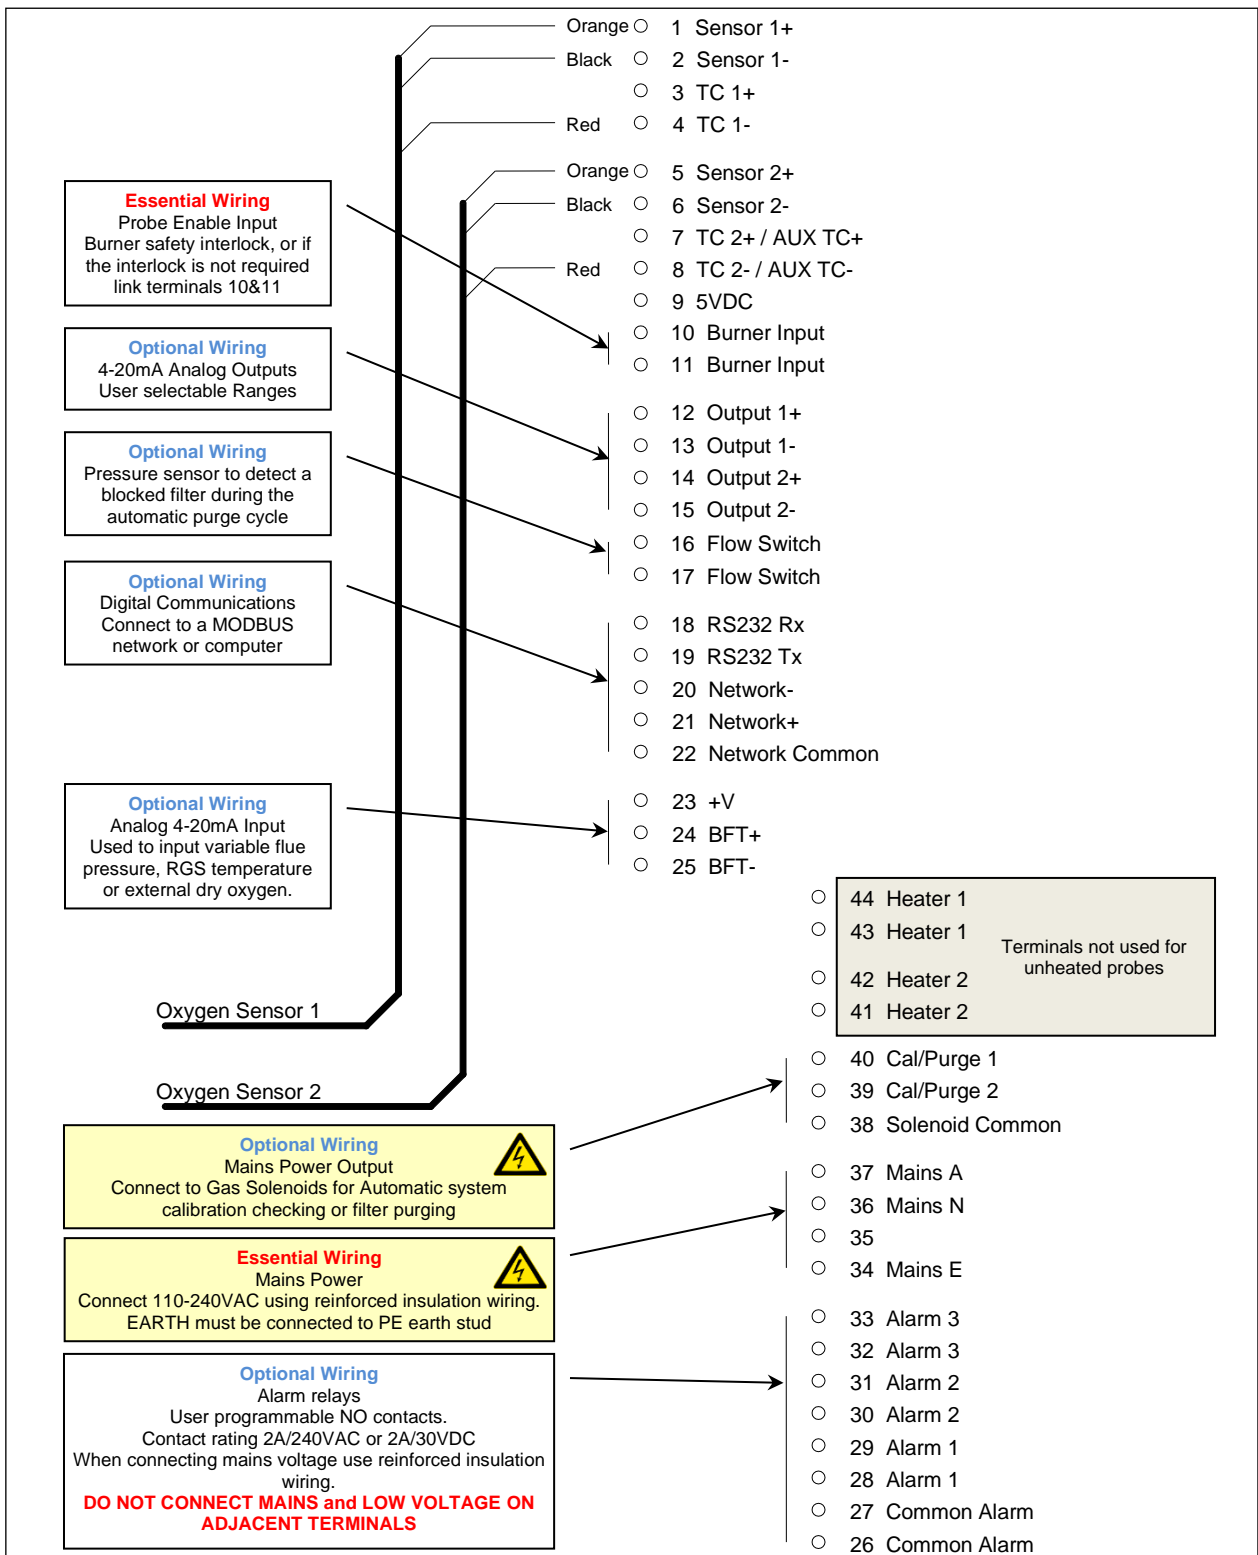 Orange 1 Sensor 1+
Black 2 Sensor 1-
3 TC 1+
Red 4 TC 1-
Orange 5 Sensor 2+
Black 6 Sensor 2-
7 TC 2+ / AUX TC+
Red 8 TC 2- / AUX TC-
9 5VDC
10 Burner Input
11 Burner Input
12 Output 1+
13 Output 1-
14 Output 2+
15 Output 2-
16 Flow Switch
17 Flow Switch
18 RS232 Rx
19 RS232 Tx
20 Network-
21 Network+
22 Network Common
23 +V
24 BFT+
25 BFT-
Essential Wiring
Probe Enable Input
Burner safety interlock, or if
the interlock is not required
link terminals 10&11
Optional Wiring
4-20mA Analog Outputs
User selectable Ranges
Optional Wiring
Pressure sensor to detect a
blocked filter during the
automatic purge cycle
Optional Wiring
Digital Communications
Connect to a MODBUS
network or computer
Optional Wiring
Analog 4-20mA Input
Used to input variable flue
pressure, RGS temperature
or external dry oxygen.
Oxygen Sensor 1
Oxygen Sensor 2
44 Heater 1
43 Heater 1
42 Heater 2
41 Heater 2
Terminals not used for
unheated probes
40 Cal/Purge 1
39 Cal/Purge 2
38 Solenoid Common
37 Mains A
36 Mains N
35
34 Mains E
33 Alarm 3
32 Alarm 3
31 Alarm 2
30 Alarm 2
29 Alarm 1
28 Alarm 1
27 Common Alarm
26 Common Alarm
Optional Wiring
Mains Power Output
Connect to Gas Solenoids for Automatic system
calibration checking or filter purging
Essential Wiring
Mains Power
Connect 110-240VAC using reinforced insulation wiring.
EARTH must be connected to PE earth stud
Optional Wiring
Alarm relays
User programmable NO contacts.
Contact rating 2A/240VAC or 2A/30VDC
When connecting mains voltage use reinforced insulation
wiring.
DO NOT CONNECT MAINS and LOW VOLTAGE ON
ADJACENT TERMINALS